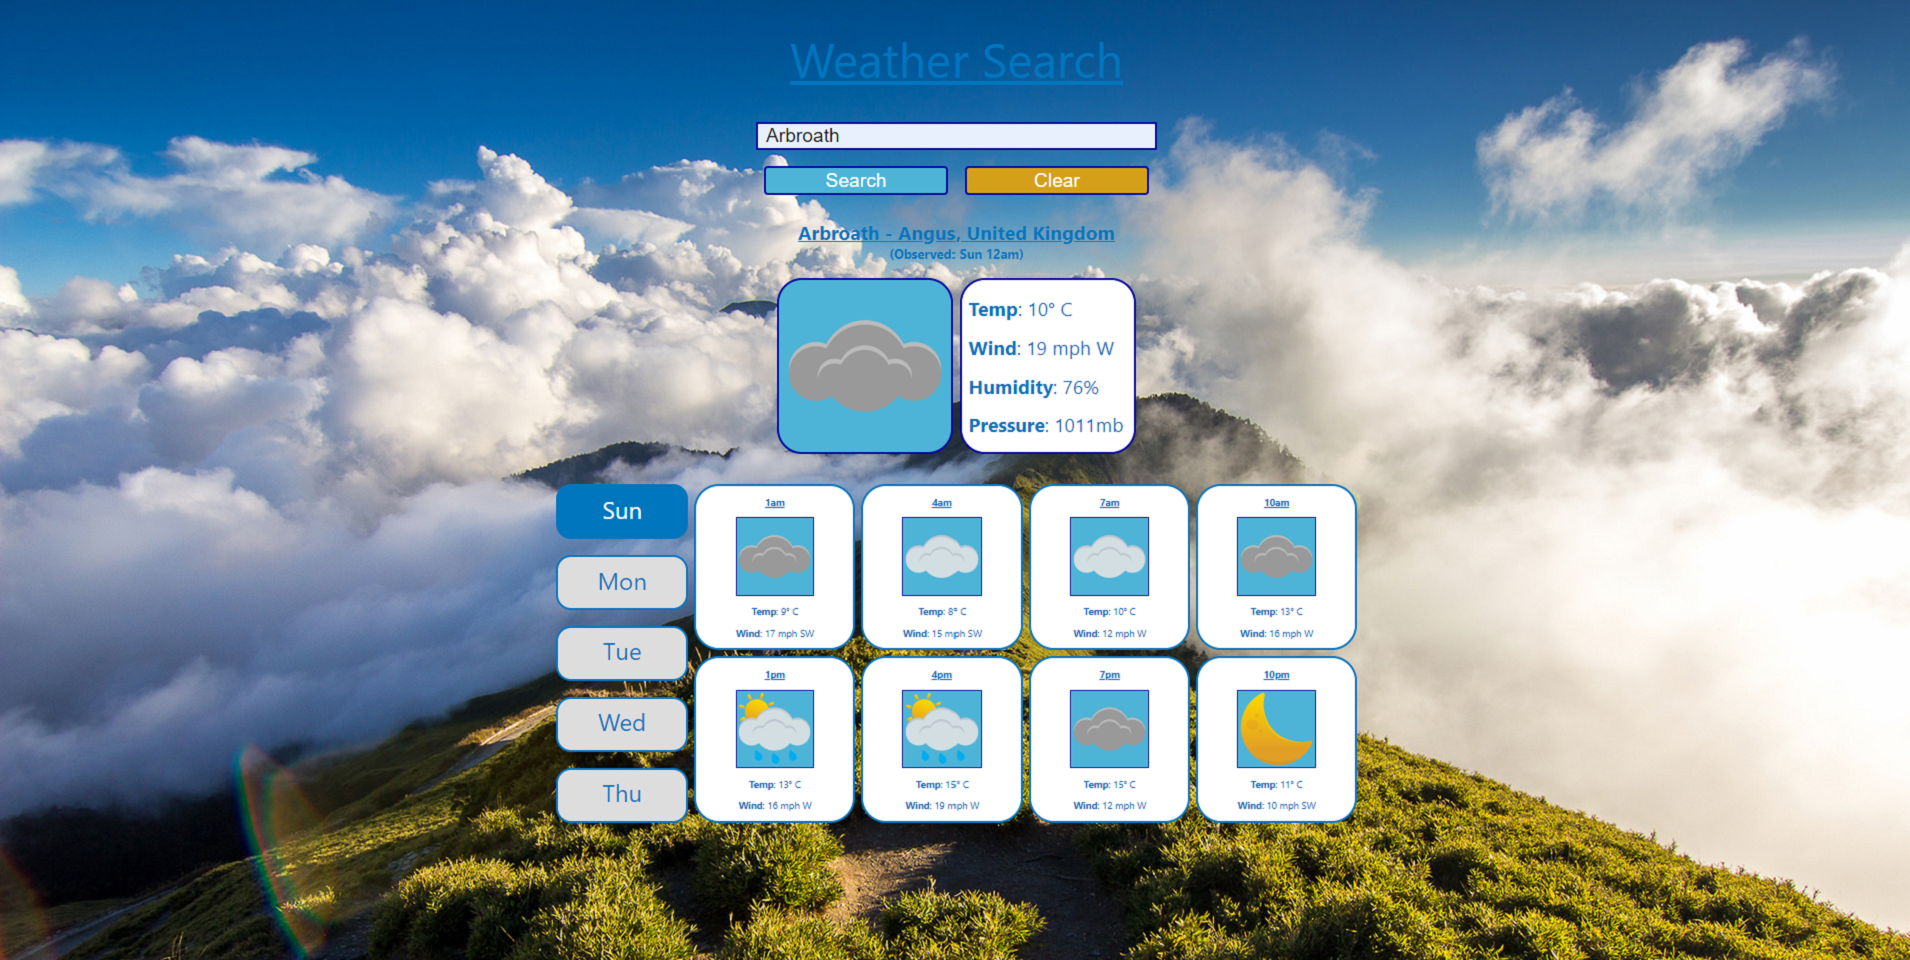 Weather Search
Arbroath
Search Clear
Arbroath - Angus, United Kingdom
(Observed: Sun 12am)
Temp: 10° C
Wind: 19 mph W
Humidity: 76%
Pressure: 1011mb
Sun
Mon
Tue
Wed
Thu
1am
Temp: 9° C
Wind: 17 mph SW
4am
Temp: 8° C
Wind: 15 mph SW
7am
Temp: 10° C
Wind: 12 mph W
10am
Temp: 13° C
Wind: 16 mph W
1pm
Temp: 13° C
Wind: 16 mph W
4pm
Temp: 15° C
Wind: 19 mph W
7pm
Temp: 15° C
Wind: 12 mph W
10pm
Temp: 11° C
Wind: 10 mph SW